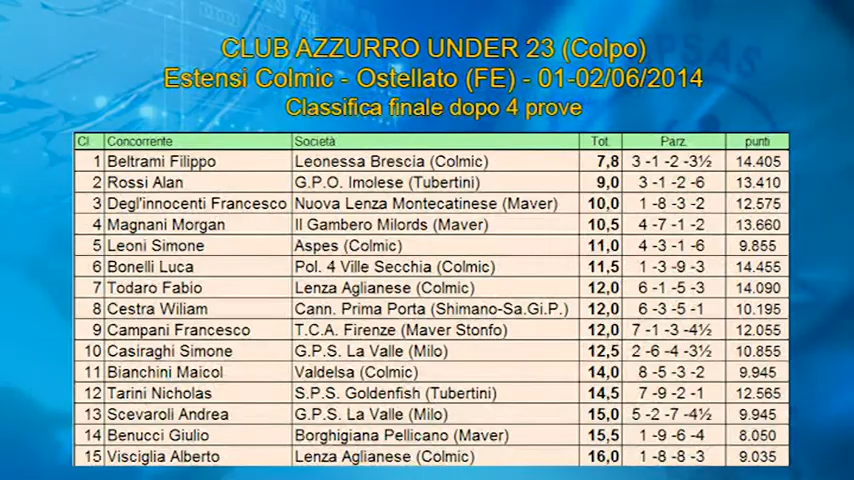 CLUB AZZURRO UNDER 23 (Colpo)
Estensi Colmic - Ostellato (FE) - 01-02/06/2014
Classifica finale dopo 4 prove
Cl Concorrente Società Tot. Parz. punti
1 Beltrami Filippo Leonessa Brescia (Colmic) 7,8 3 -1 -2 -3½ 14.405
2 Rossi Alan G.P.O. Imolese (Tubertini) 9,0 3 -1 -2 -6 13.410
3 Degl'innocenti Francesco Nuova Lenza Montecatinese (Maver) 10,0 1 -8 -3 -2 12.575
4 Magnani Morgan Il Gambero Milords (Maver) 10,5 4 -7 -1 -2 13.660
5 Leoni Simone Aspes (Colmic) 11,0 4 -3 -1 -6 9.855
6 Bonelli Luca Pol. 4 Ville Secchia (Colmic) 11,5 1 -3 -9 -3 14.455
7 Todaro Fabio Lenza Aglianese (Colmic) 12,0 6 -1 -5 -3 14.090
8 Cestra Wiliam Cann. Prima Porta (Shimano-Sa.Gi.P.) 12,0 6 -3 -5 -1 10.195
9 Campani Francesco T.C.A. Firenze (Maver Stonfo) 12,0 7 -1 -3 -4½ 12.055
10 Casiraghi Simone G.P.S. La Valle (Milo) 12,5 2 -6 -4 -3½ 10.855
11 Bianchini Maicol Valdelsa (Colmic) 14,0 8 -5 -3 -2 9.945
12 Tarini Nicholas S.P.S. Goldenfish (Tubertini) 14,5 7 -9 -2 -1 12.565
13 Scevaroli Andrea G.P.S. La Valle (Milo) 15,0 5 -2 -7 -4½ 9.945
14 Benucci Giulio Borghigiana Pellicano (Maver) 15,5 1 -9 -6 -4 8.050
15 Visciglia Alberto Lenza Aglianese (Colmic) 16,0 1 -8 -8 -3 9.035